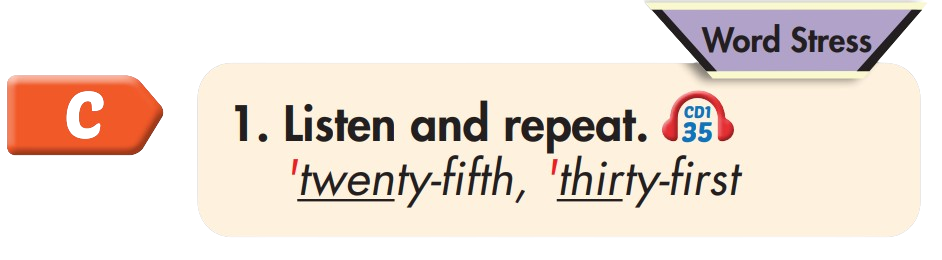 Word Stress
C
1. Listen and repeat. CD1 35
'twenty-fifth, 'thirty-first